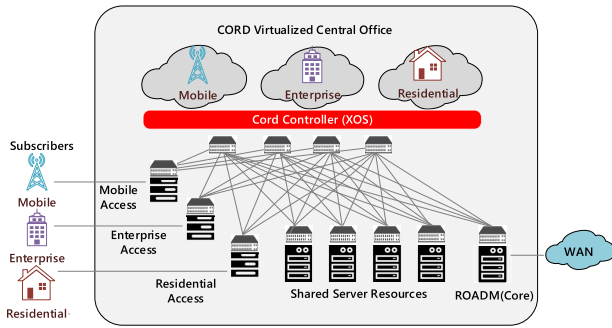 CORD Virtualized Central Office
Mobile
Enterprise
Residential
Cord Controller (XOS)
Subscribers
Mobile
Enterprise
Residential
Mobile
Access
Enterprise
Access
Residential
Access
Shared Server Resources
ROADM(Core)
WAN